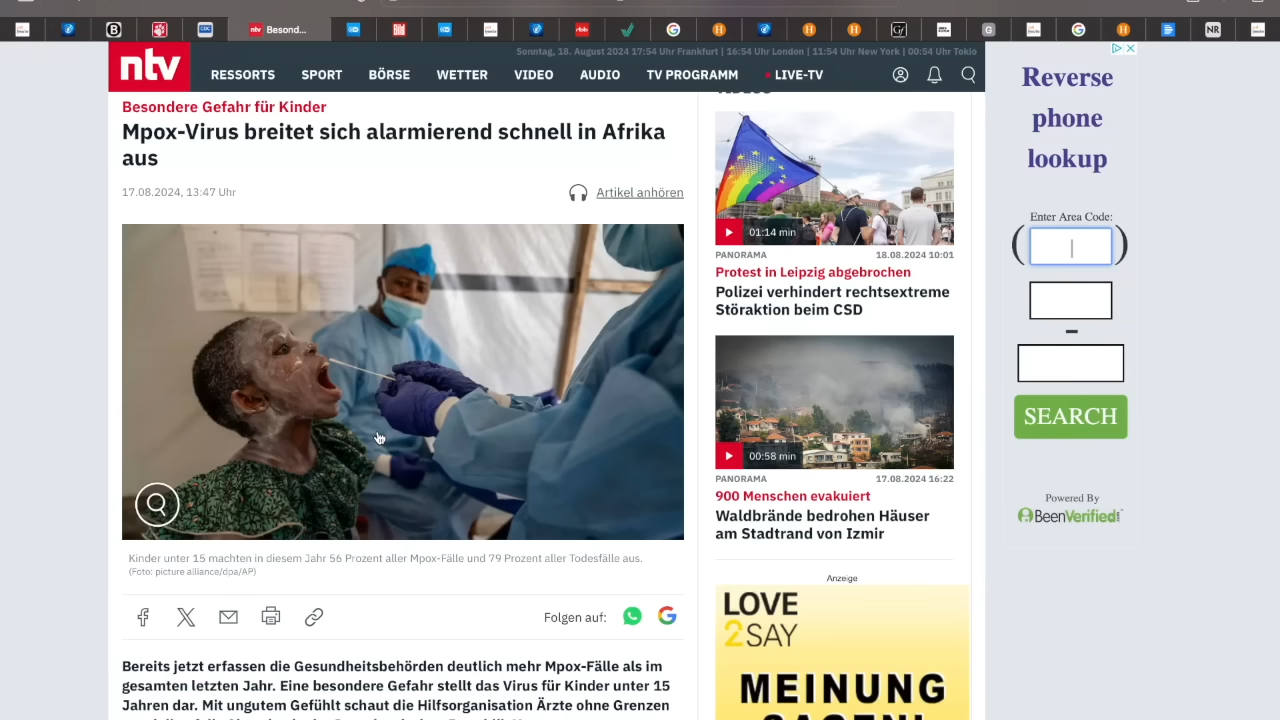 ntv Besond...
ntv
Sonntag, 18. August 2024 17:54 Uhr Frankfurt | 16:54 Uhr London | 11:54 Uhr New York | 00:54 Uhr Tokio
RESSORTS SPORT BÖRSE WETTER VIDEO AUDIO TV PROGRAMM LIVE-TV
Besondere Gefahr für Kinder
Mpox-Virus breitet sich alarmierend schnell in Afrika
aus
17.08.2024, 13:47 Uhr
Artikel anhören
Kinder unter 15 machten in diesem Jahr 56 Prozent aller Mpox-Fälle und 79 Prozent aller Todesfälle aus.
(Foto: picture alliance/dpa/AP)
Folgen auf:
Bereits jetzt erfassen die Gesundheitsbehörden deutlich mehr Mpox-Fälle als im
gesamten letzten Jahr. Eine besondere Gefahr stellt das Virus für Kinder unter 15
Jahren dar. Mit ungutem Gefühlt schaut die Hilfsorganisation Ärzte ohne Grenzen
01:14 min
PANORAMA 18.08.2024 10:01
Protest in Leipzig abgebrochen
Polizei verhindert rechtsextreme
Störaktion beim CSD
00:58 min
PANORAMA 17.08.2024 16:22
900 Menschen evakuiert
Waldbrände bedrohen Häuser
am Stadtrand von Izmir
Anzeige
LOVE
2SAY
MEINUNG
Reverse
phone
lookup
Enter Area Code:
( )
-
SEARCH
Powered By
BeenVerified